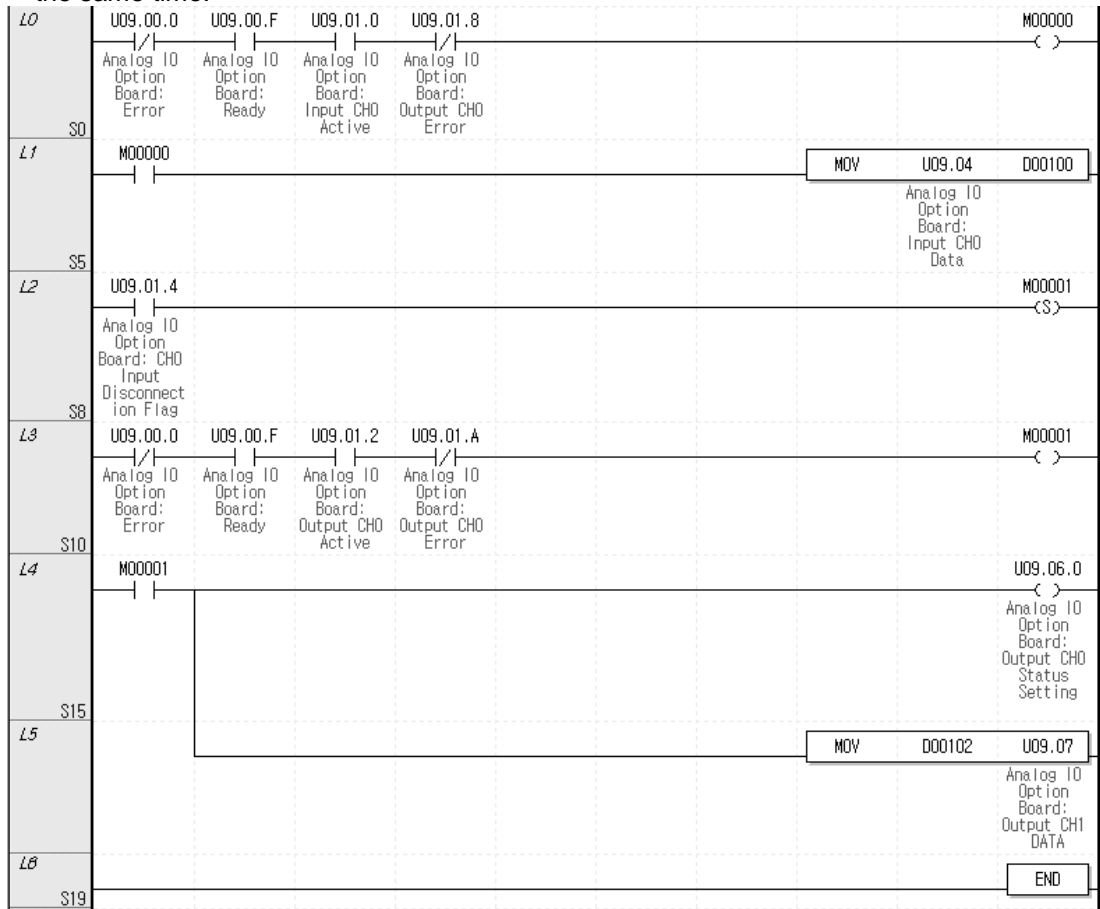 the same time.
L0 U09.00.0 U09.00.F U09.01.0 U09.01.8 M00000
Analog IO Analog IO Analog IO Analog IO
Option Option Option Option
Board: Board: Board: Board:
Error Ready Input CH0 Output CH0
Active Error
S0
L1 M00000
MOV U09.04 D00100
Analog IO
Option
Board:
Input CH0
Data
S5
L2 U09.01.4 M00001
(S)
Analog IO
Option
Board: CH0
Input
Disconnect
ion Flag
S8
L3 U09.00.0 U09.00.F U09.01.2 U09.01.A M00001
Analog IO Analog IO Analog IO Analog IO
Option Option Option Option
Board: Board: Board: Board:
Error Ready Output CH0 Output CH0
Active Error
S10
L4 M00001 U09.06.0
Analog IO
Option
Board:
Output CH0
Status
Setting
S15
L5
MOV D00102 U09.07
Analog IO
Option
Board:
Output CH1
DATA
L6
END
S19